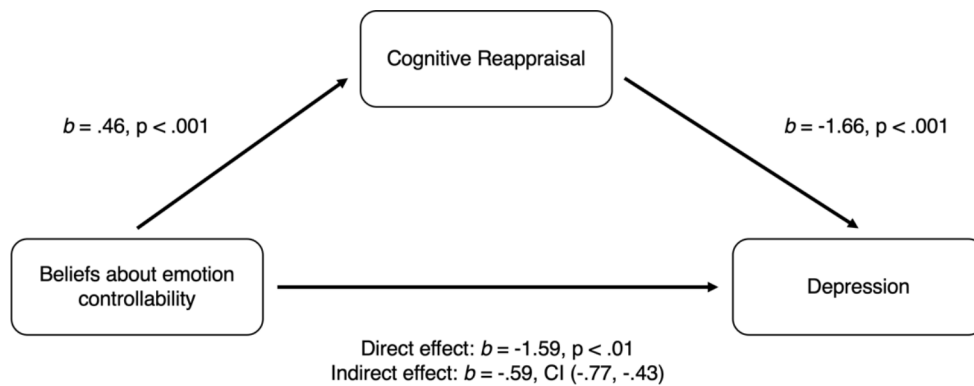 Cognitive Reappraisal
b = .46, p < .001
b = -1.66, p < .001
Beliefs about emotion
controllability
Depression
Direct effect: b = -1.59, p < .01
Indirect effect: b = -.59, CI (-.77, -.43)